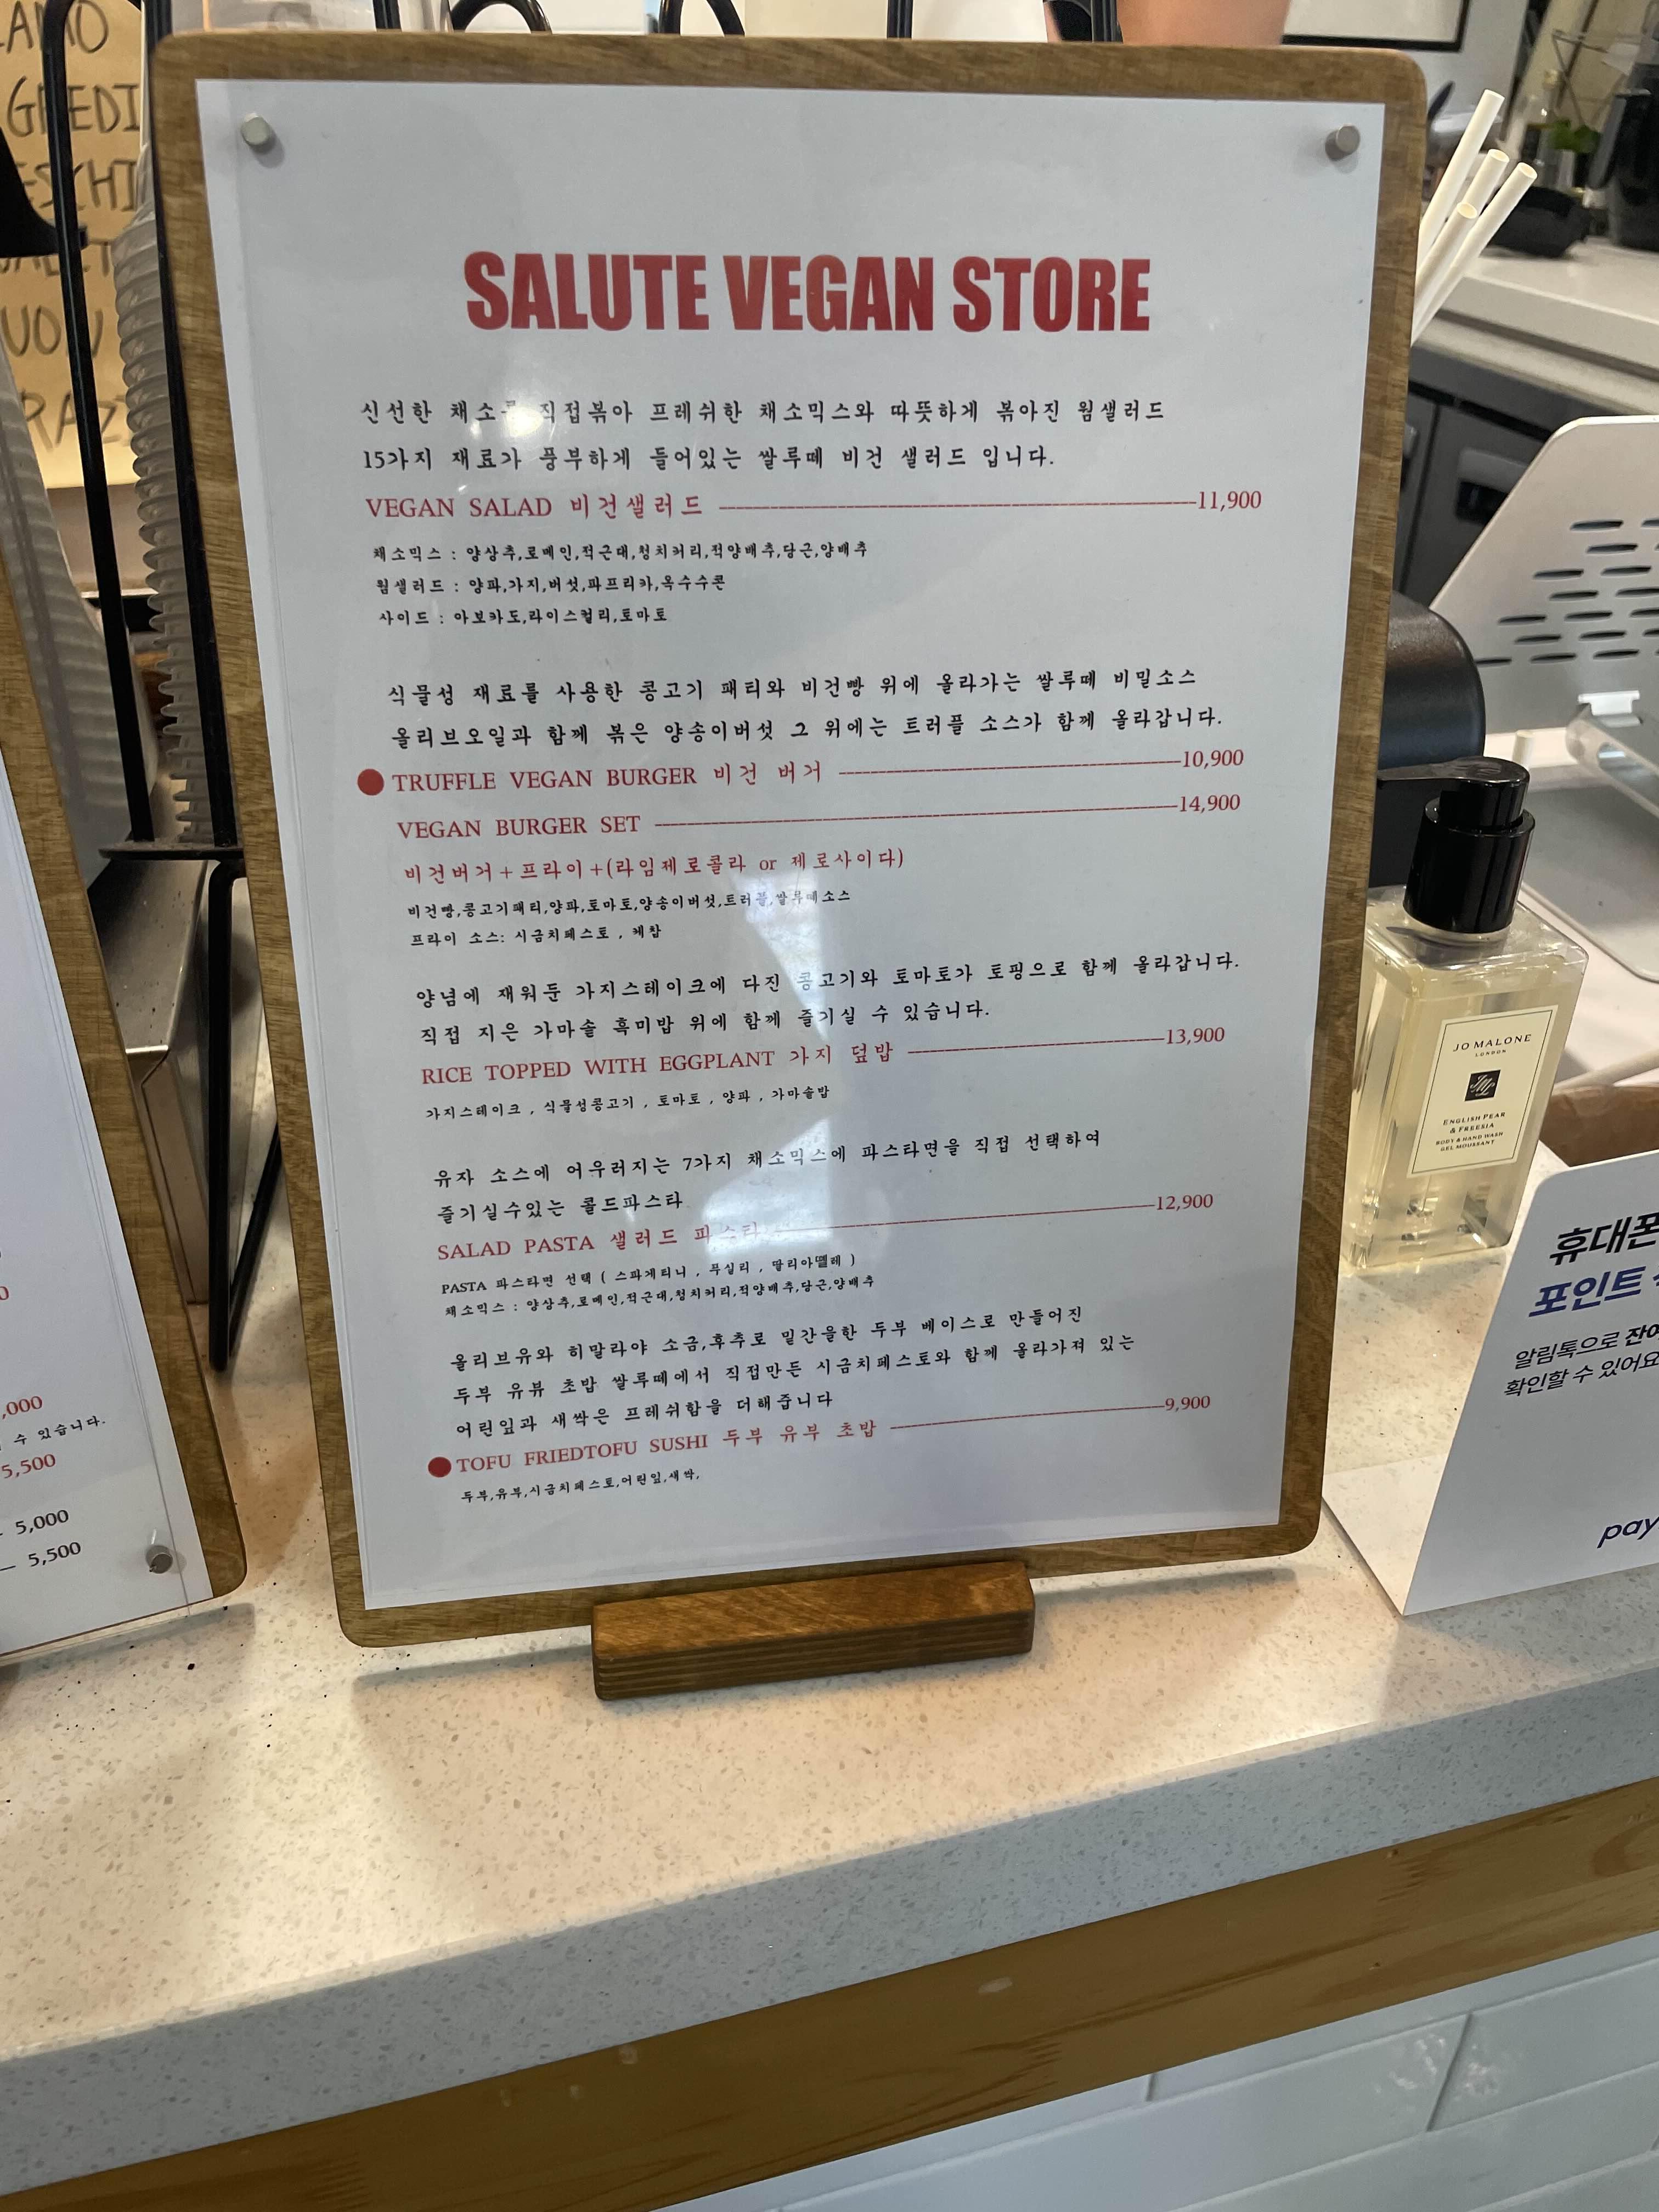 SALUTE VEGAN STORE
신선한 채소를 직접볶아 프레쉬한 채소믹스와 따뜻하게 볶아진 웜샐러드
15가지 재료가 풍부하게 들어있는 쌀루떼 비건 샐러드 입니다.
VEGAN SALAD 비건샐러드 11,900
채소믹스 : 양상추,로메인,적근대,청치커리,적양배추,당근,양배추
웜샐러드 : 양파,가지,버섯,파프리카,옥수수콘
사이드 : 아보카도,라이스컬리,토마토
식물성 재료를 사용한 콩고기 패티와 비건빵 위에 올라가는 쌀루떼 비밀소스
올리브오일과 함께 볶은 양송이버섯 그 위에는 트러플 소스가 함께 올라갑니다.
TRUFFLE VEGAN BURGER 비건 버거 10,900
VEGAN BURGER SET 14,900
비건버거+프라이+(라임제로콜라 or 제로사이다)
비건빵,콩고기패티,양파,토마토,양송이버섯,트러플,쌀루떼소스
프라이 소스: 시금치페스토 , 케찹
양념에 재워둔 가지스테이크에 다진 콩고기와 토마토가 토핑으로 함께 올라갑니다.
직접 지은 가마솔 흑미밥 위에 함께 즐기실 수 있습니다.
RICE TOPPED WITH EGGPLANT 가지 덮밥 13,900
가지스테이크 , 식물성콩고기 , 토마토 , 양파 , 가마솔밥
유자 소스에 어우러지는 7가지 채소믹스에 파스타면을 직접 선택하여
즐기실수있는 콜드파스타
SALAD PASTA 샐러드 파스타 12,900
PASTA 파스타면 선택 ( 스파게티니 , 푸실리 , 딸리아뗄레 )
채소믹스 : 양상추,로메인,적근대,청치커리,적양배추,당근,양배추
올리브유와 히말라야 소금,후추로 밑간을한 두부 베이스로 만들어진
두부 유뷰 초밥 쌀루떼에서 직접만든 시금치페스토와 함께 올라가져 있는
어린잎과 새싹은 프레쉬함을 더해줍니다
TOFU FRIEDTOFU SUSHI 두부 유부 초밥 9,900
두부,유부,시금치페스토,어린잎,새싹,
,000
수 있습니다.
5,500
5,000
5,500
JO MALONE
LONDON
ENGLISH PEAR
& FREESIA
BODY & HAND WASH
GEL MOUSSANT
휴대폰
포인트
알림톡으로 잔여
확인할 수 있어요
pay